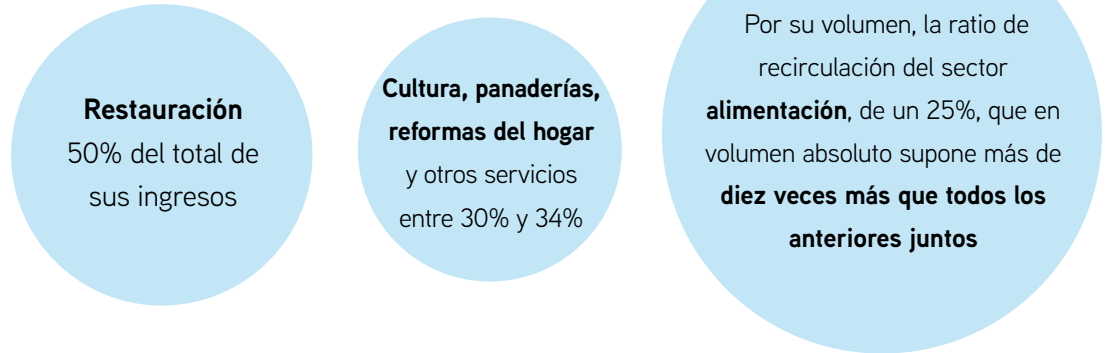 Restauración
50% del total de
sus ingresos
Cultura, panaderías,
reformas del hogar
y otros servicios
entre 30% y 34%
Por su volumen, la ratio de
recirculación del sector
alimentación, de un 25%, que en
volumen absoluto supone más de
diez veces más que todos los
anteriores juntos